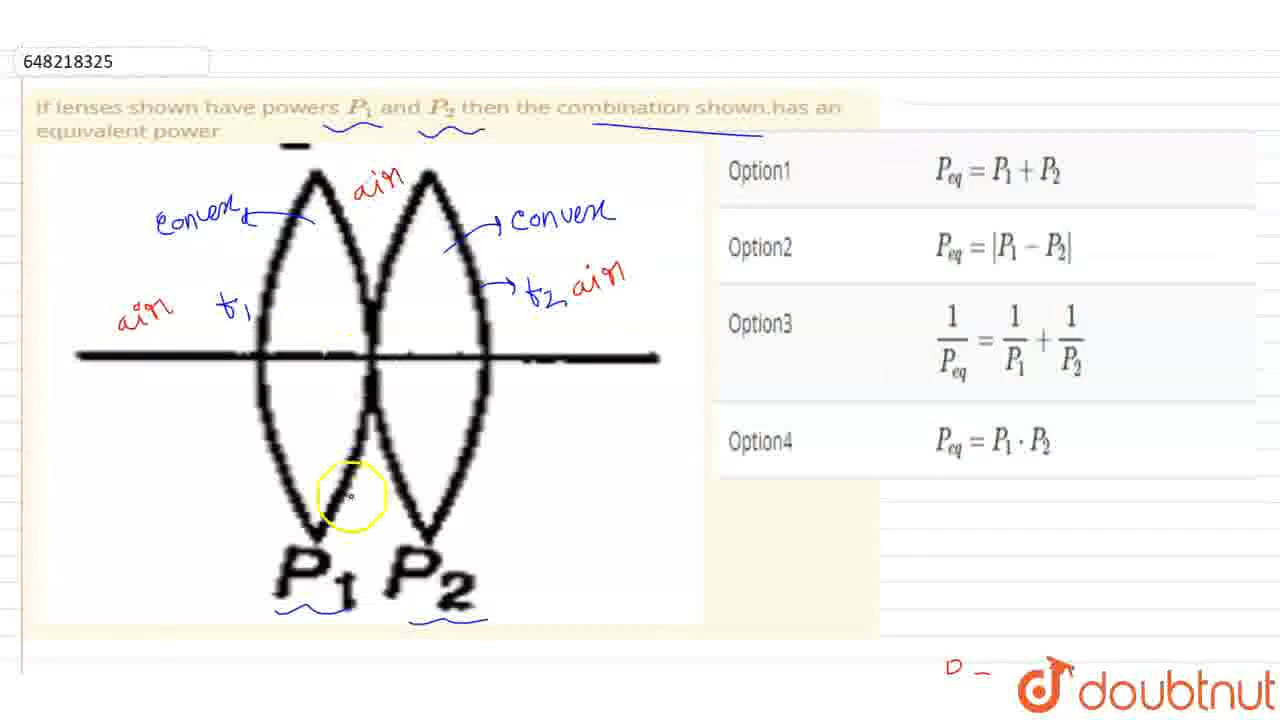 648218325
If lenses shown have powers P₁ and P₂ then the combination shown.has an
equivalent power
air
convex
convex
air
air
f₁
f₂
P₁ P₂
Option1 P_eq = P₁ + P₂
Option2 P_eq = |P₁ − P₂|
Option3 1/P_eq = 1/P₁ + 1/P₂
Option4 P_eq = P₁ · P₂
doubtnut